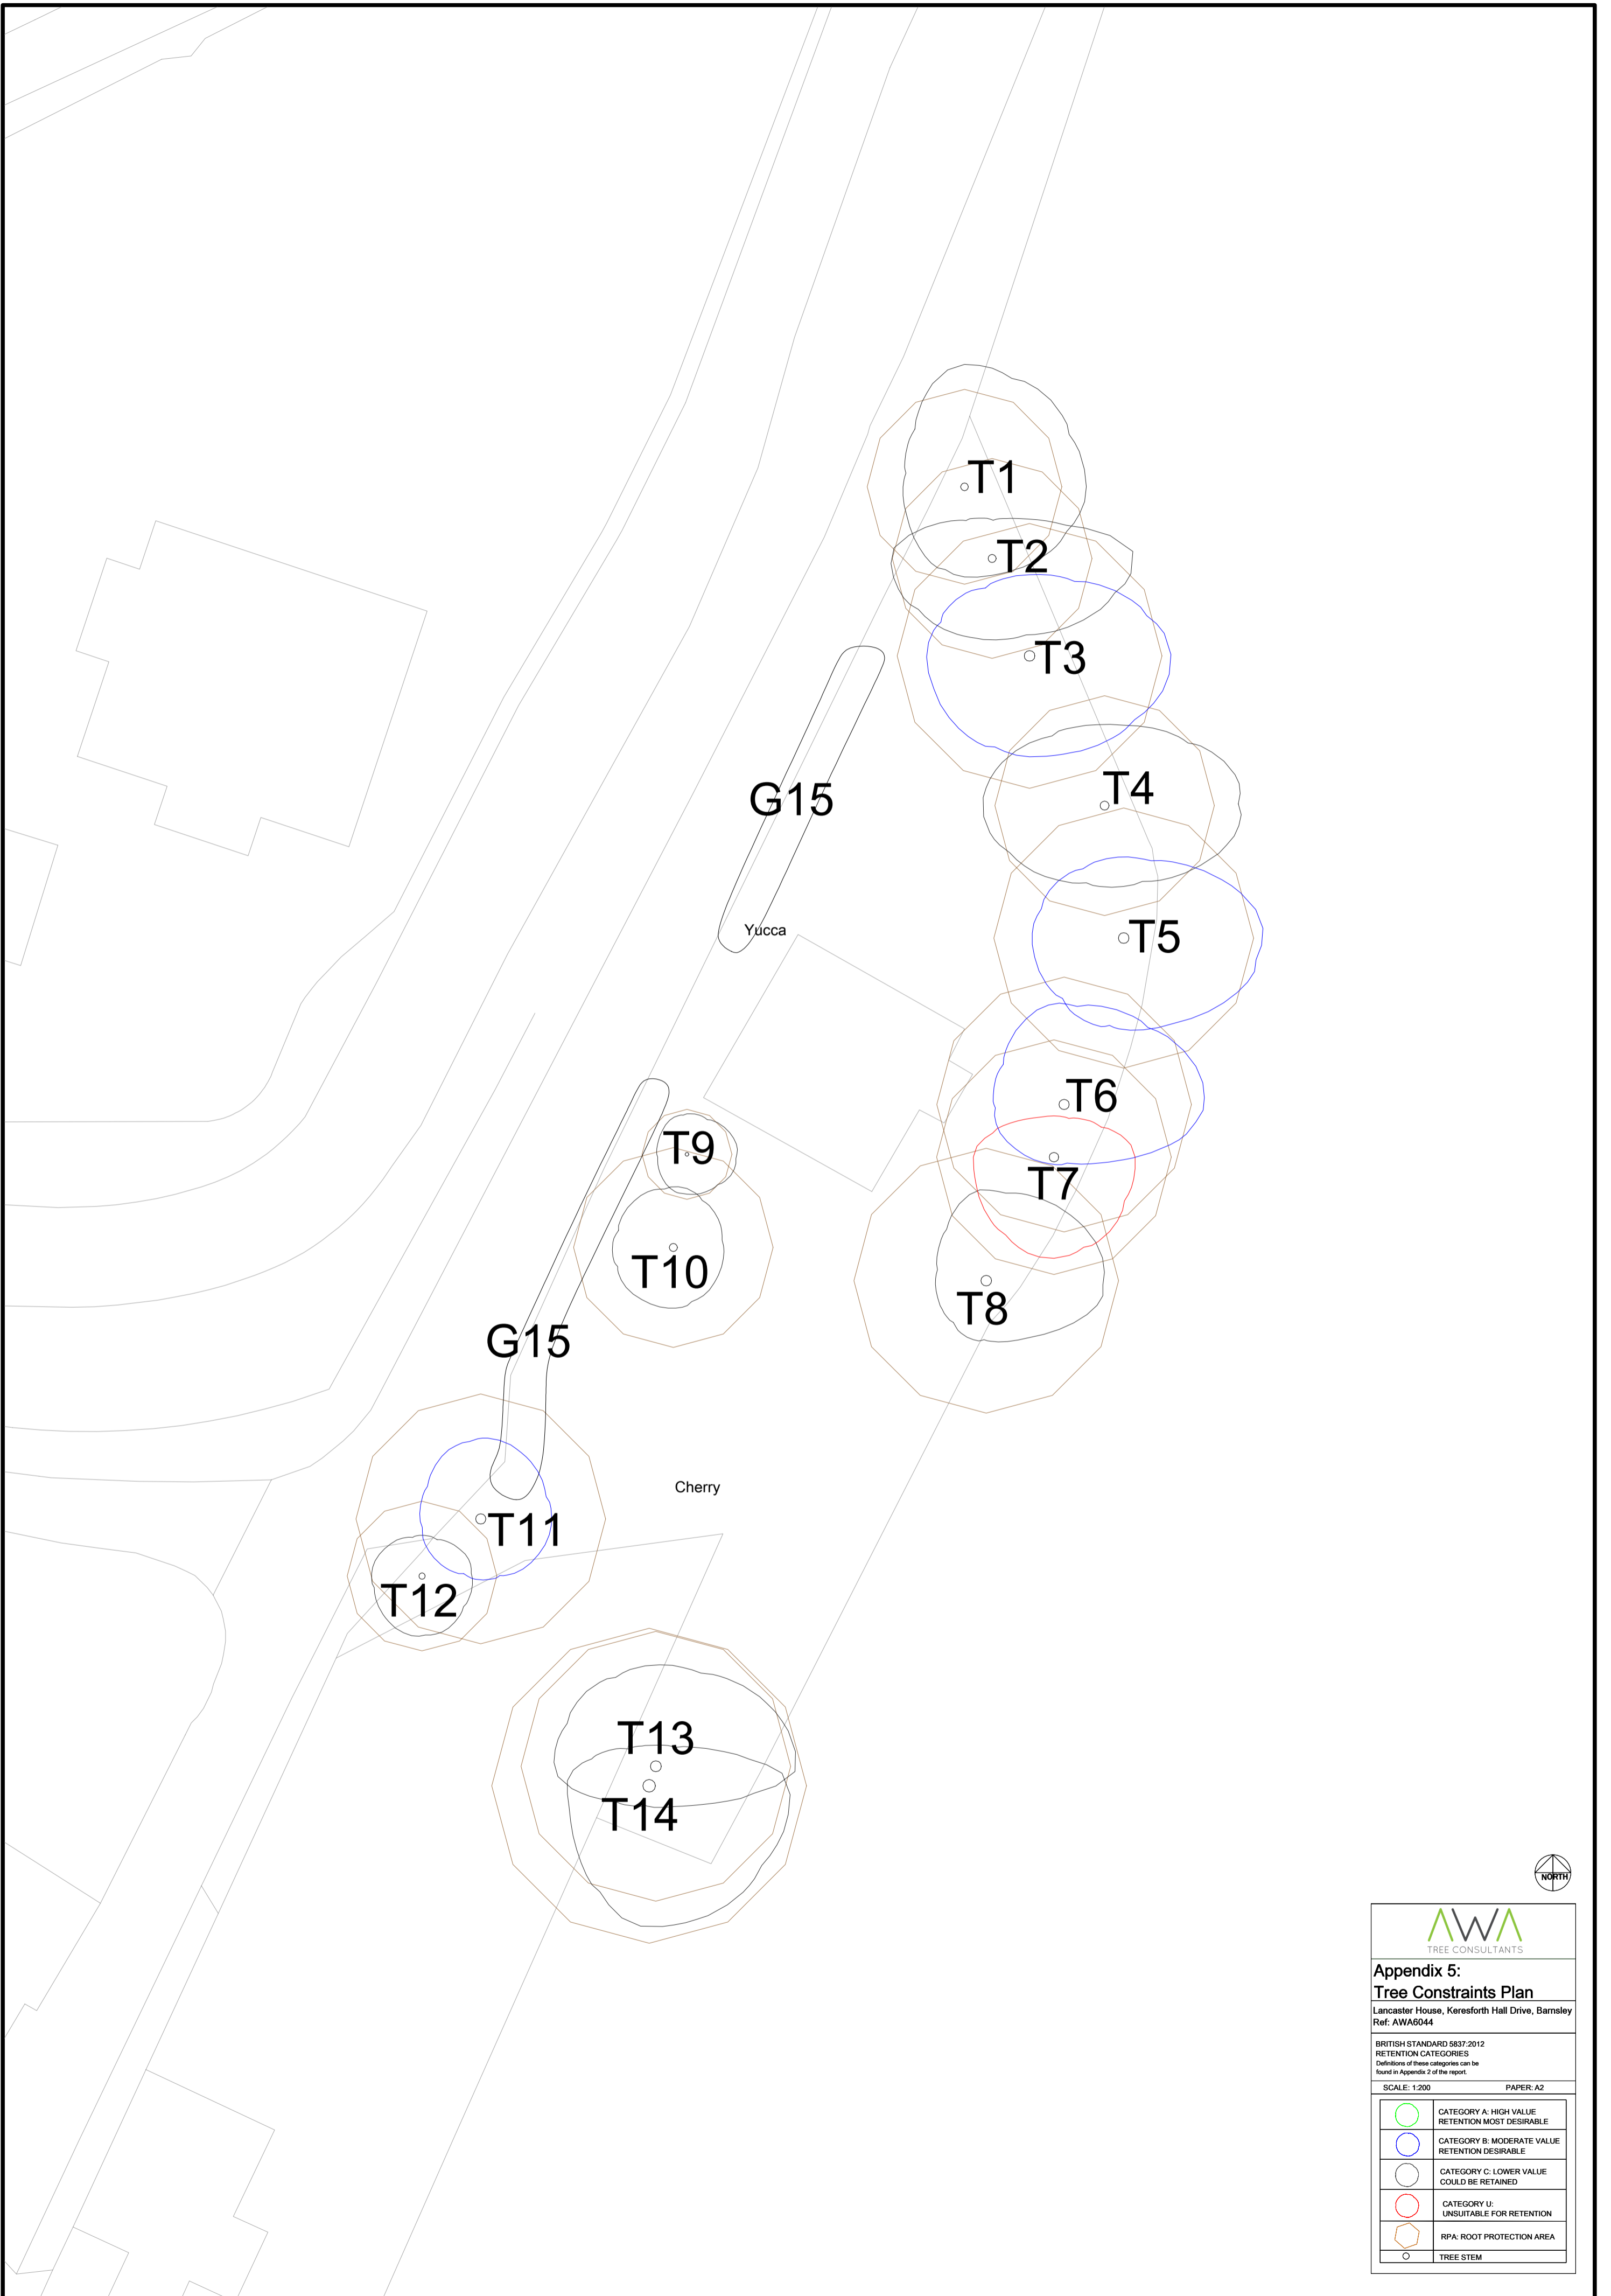 T1
T2
T3
T4
G15
Yucca
T5
T6
T9
T7
T10
T8
G15
Cherry
T11
T12
T13
T14
NORTH
AWA
TREE CONSULTANTS
Appendix 5:
Tree Constraints Plan
Lancaster House, Keresforth Hall Drive, Barnsley
Ref: AWA6044
BRITISH STANDARD 5837:2012
RETENTION CATEGORIES
Definitions of these categories can be
found in Appendix 2 of the report.
SCALE: 1:200 PAPER: A2
CATEGORY A: HIGH VALUE
RETENTION MOST DESIRABLE
CATEGORY B: MODERATE VALUE
RETENTION DESIRABLE
CATEGORY C: LOWER VALUE
COULD BE RETAINED
CATEGORY U:
UNSUITABLE FOR RETENTION
RPA: ROOT PROTECTION AREA
TREE STEM